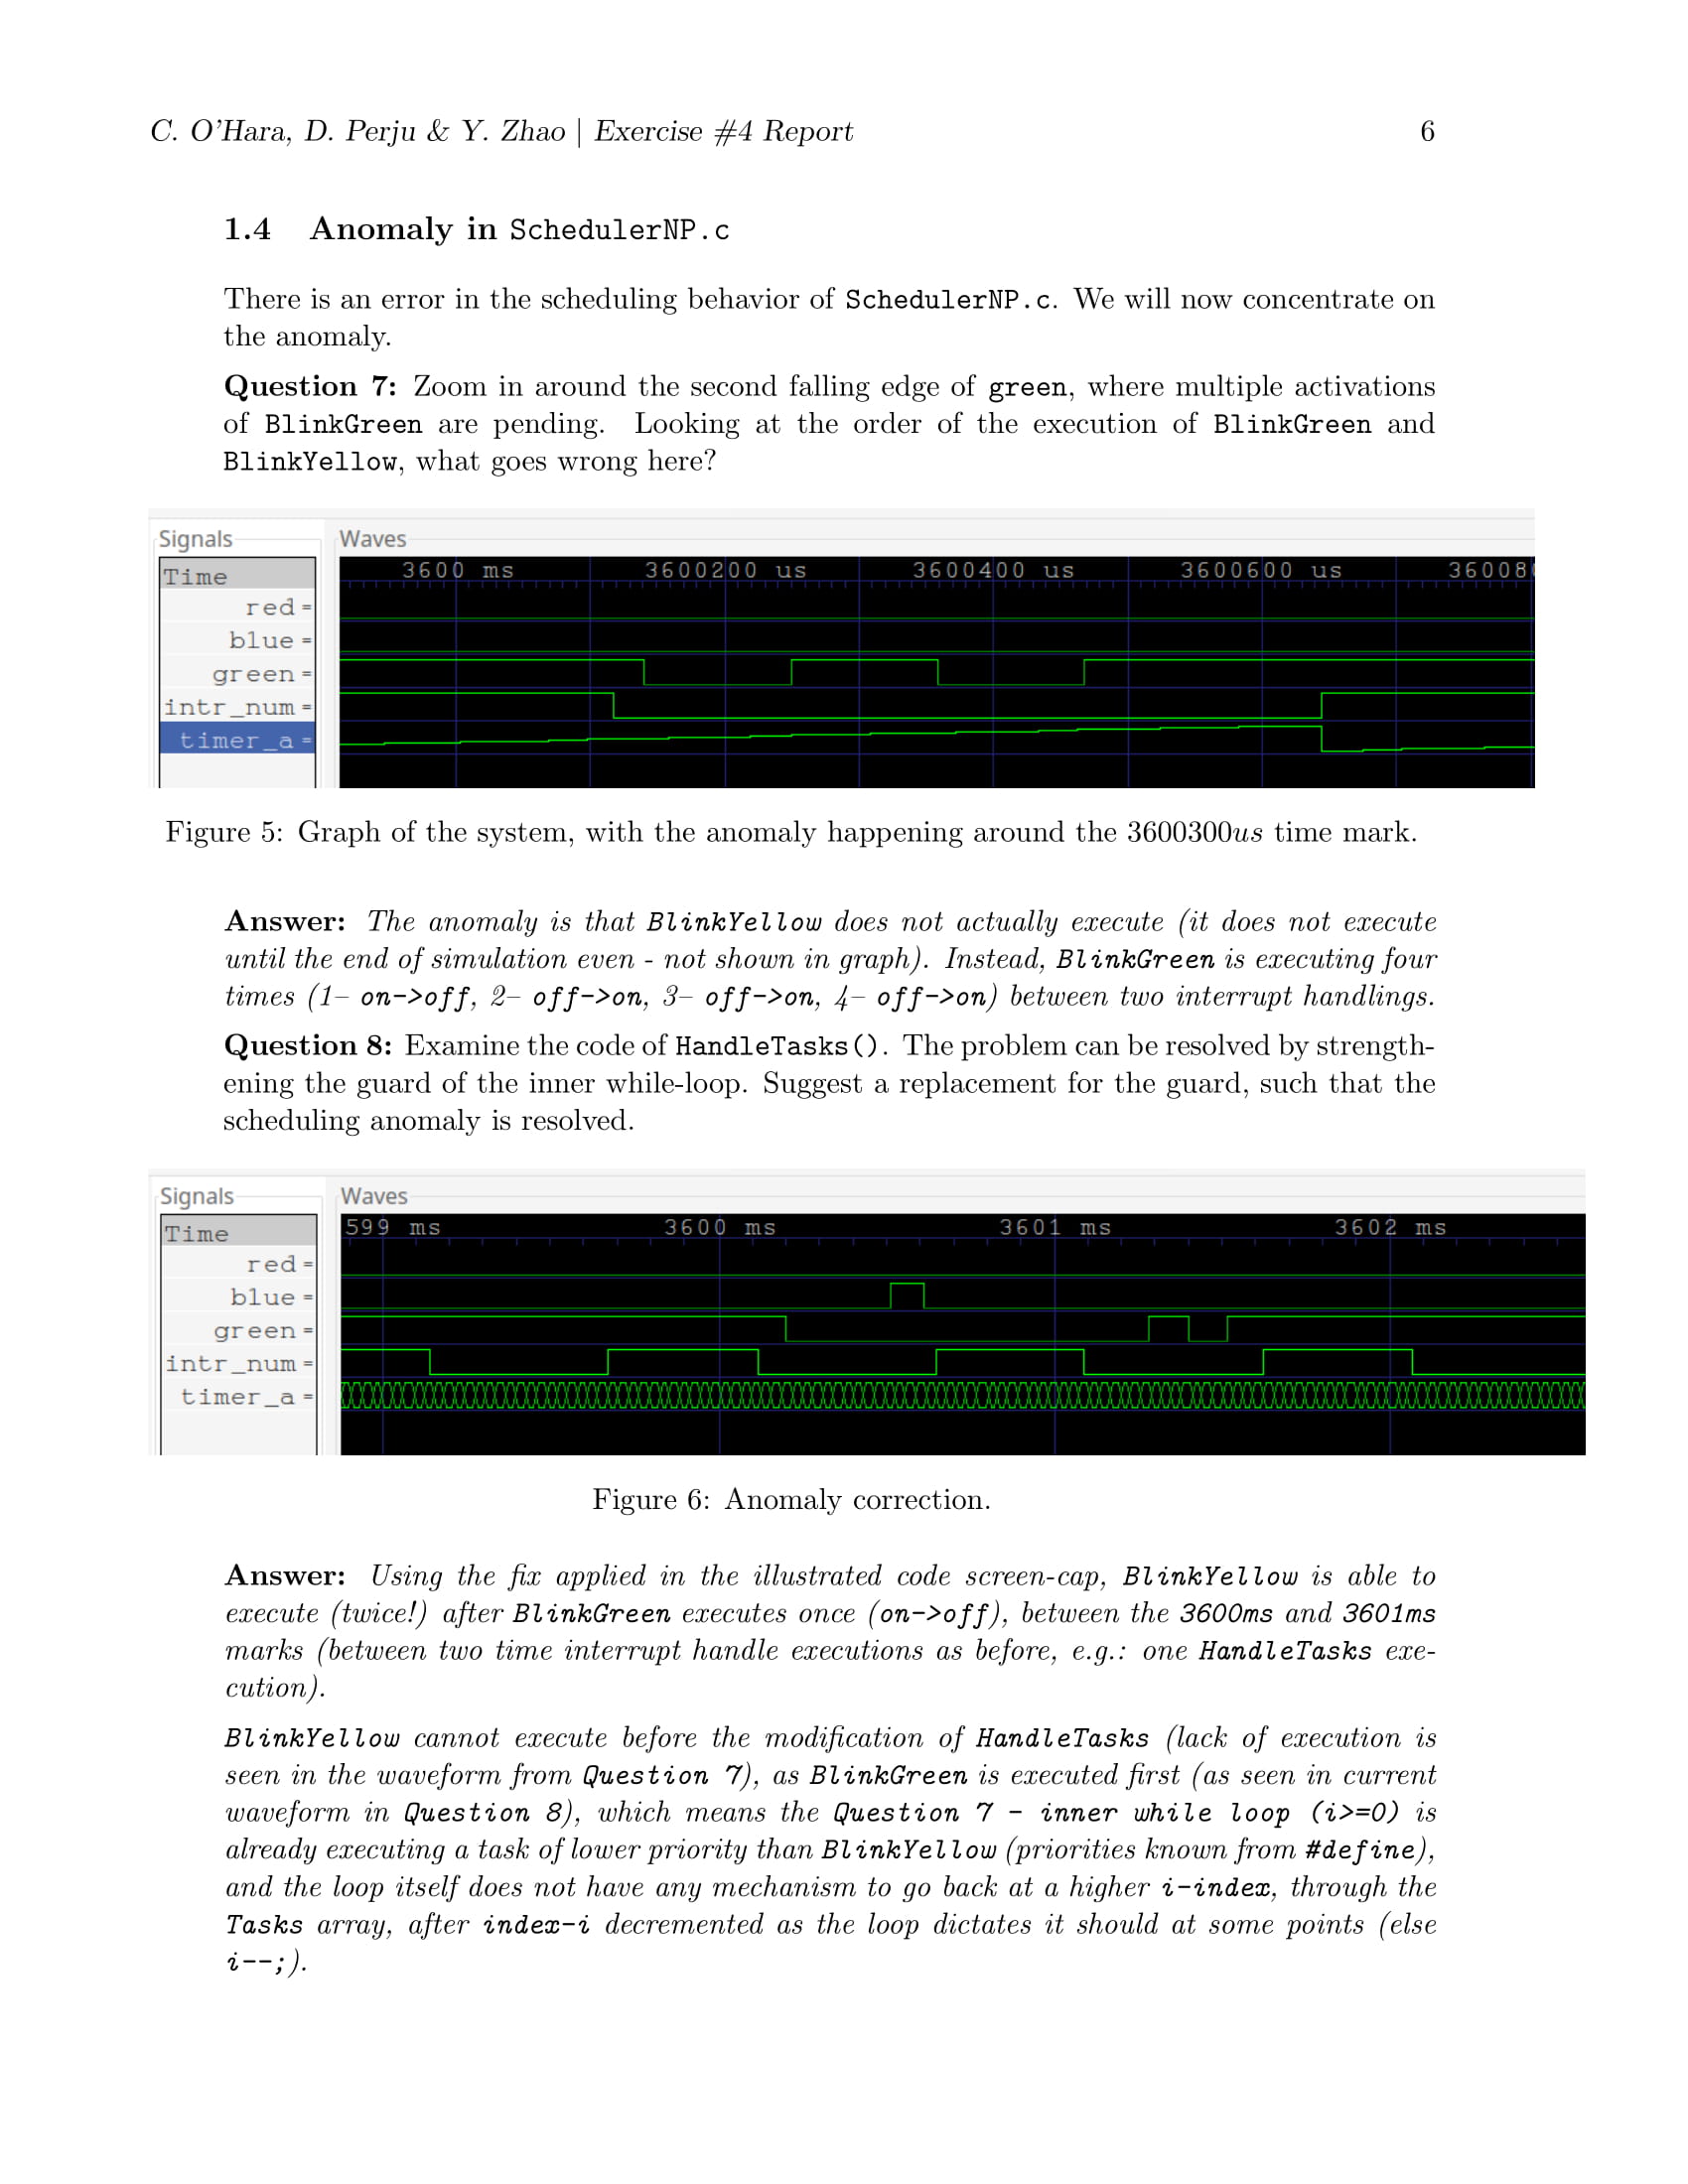 C. O'Hara, D. Perju & Y. Zhao | Exercise #4 Report 6
1.4 Anomaly in SchedulerNP.c
There is an error in the scheduling behavior of SchedulerNP.c. We will now concentrate on
the anomaly.
Question 7: Zoom in around the second falling edge of green, where multiple activations
of BlinkGreen are pending. Looking at the order of the execution of BlinkGreen and
BlinkYellow, what goes wrong here?
Signals Waves
Time 3600 ms 3600200 us 3600400 us 3600600 us 36008
red =
blue =
green =
intr_num =
timer_a =
Figure 5: Graph of the system, with the anomaly happening around the 3600300us time mark.
Answer: The anomaly is that BlinkYellow does not actually execute (it does not execute
until the end of simulation even - not shown in graph). Instead, BlinkGreen is executing four
times (1– on->off, 2– off->on, 3– off->on, 4– off->on) between two interrupt handlings.
Question 8: Examine the code of HandleTasks(). The problem can be resolved by strength-
ening the guard of the inner while-loop. Suggest a replacement for the guard, such that the
scheduling anomaly is resolved.
Signals Waves
Time 599 ms 3600 ms 3601 ms 3602 ms
red =
blue =
green =
intr_num =
timer_a =
Figure 6: Anomaly correction.
Answer: Using the fix applied in the illustrated code screen-cap, BlinkYellow is able to
execute (twice!) after BlinkGreen executes once (on->off), between the 3600ms and 3601ms
marks (between two time interrupt handle executions as before, e.g.: one HandleTasks exe-
cution).
BlinkYellow cannot execute before the modification of HandleTasks (lack of execution is
seen in the waveform from Question 7), as BlinkGreen is executed first (as seen in current
waveform in Question 8), which means the Question 7 - inner while loop (i>=0) is
already executing a task of lower priority than BlinkYellow (priorities known from #define),
and the loop itself does not have any mechanism to go back at a higher i-index, through the
Tasks array, after index-i decremented as the loop dictates it should at some points (else
i--;).